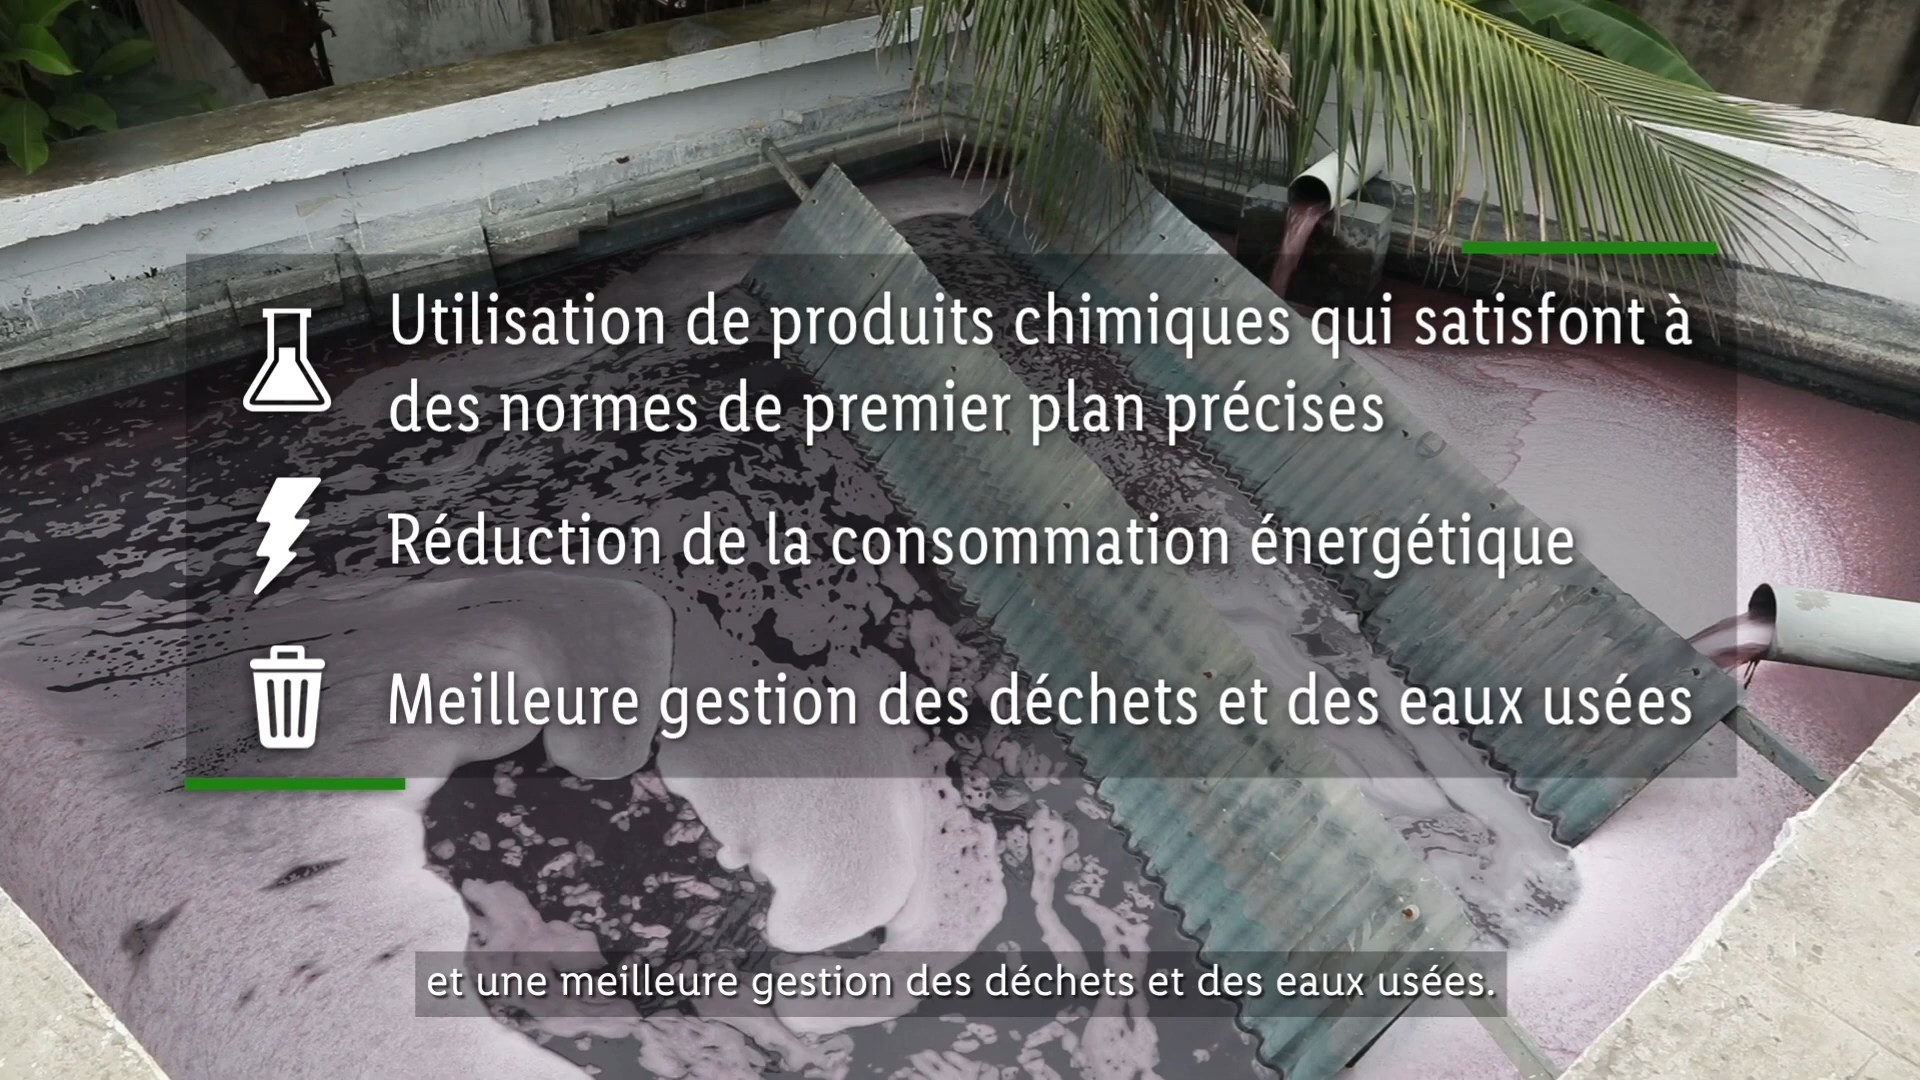 Utilisation de produits chimiques qui satisfont à
des normes de premier plan précises
Réduction de la consommation énergétique
Meilleure gestion des déchets et des eaux usées
et une meilleure gestion des déchets et des eaux usées.